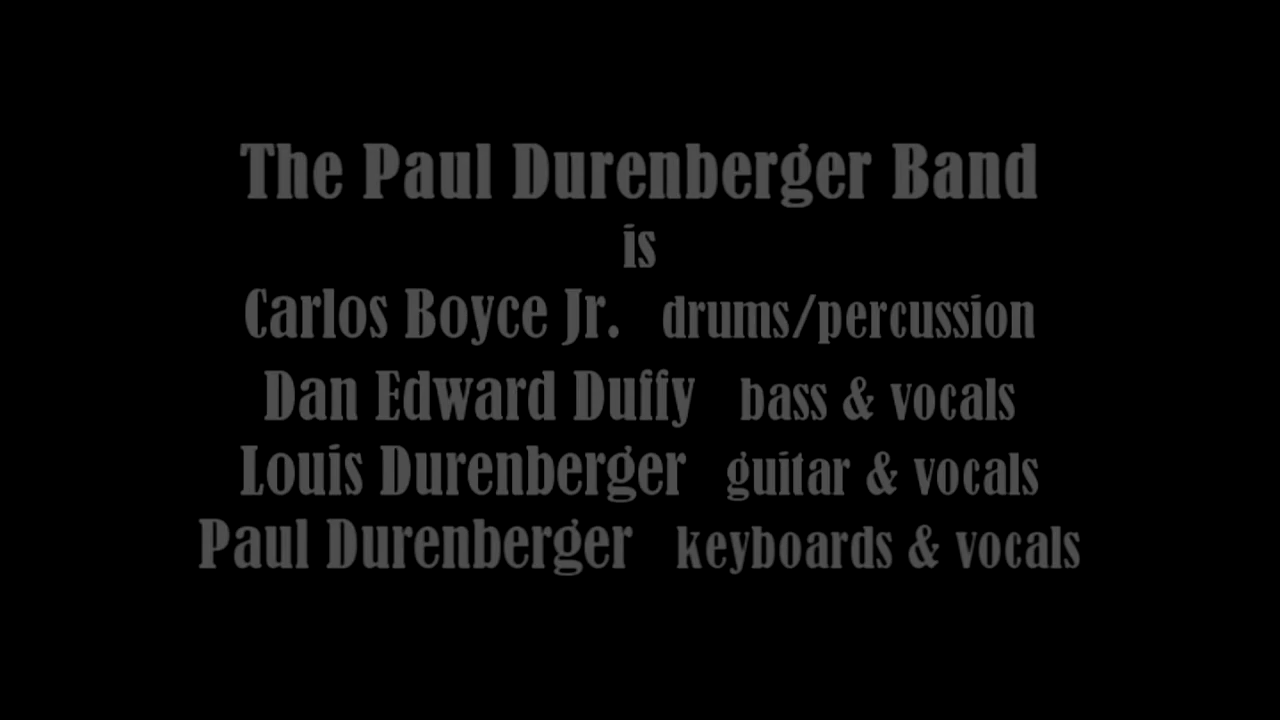 The Paul Durenberger Band
is
Carlos Boyce Jr. drums/percussion
Dan Edward Duffy bass & vocals
Louis Durenberger guitar & vocals
Paul Durenberger keyboards & vocals